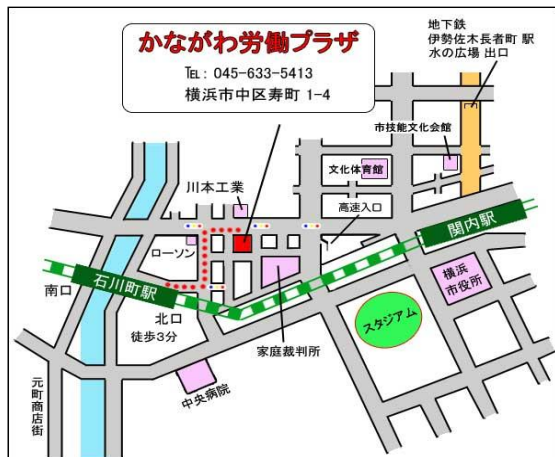 かながわ労働プラザ
TEL: 045-633-5413
横浜市中区寿町 1-4
地下鉄
伊勢佐木長者町 駅
水の広場 出口
市技能文化会館
文化体育館
川本工業
高速入口
関内駅
ローソン
石川町駅
南口
北口
徒歩3分
横浜
市役所
スタジアム
家庭裁判所
中央病院
元町商店街